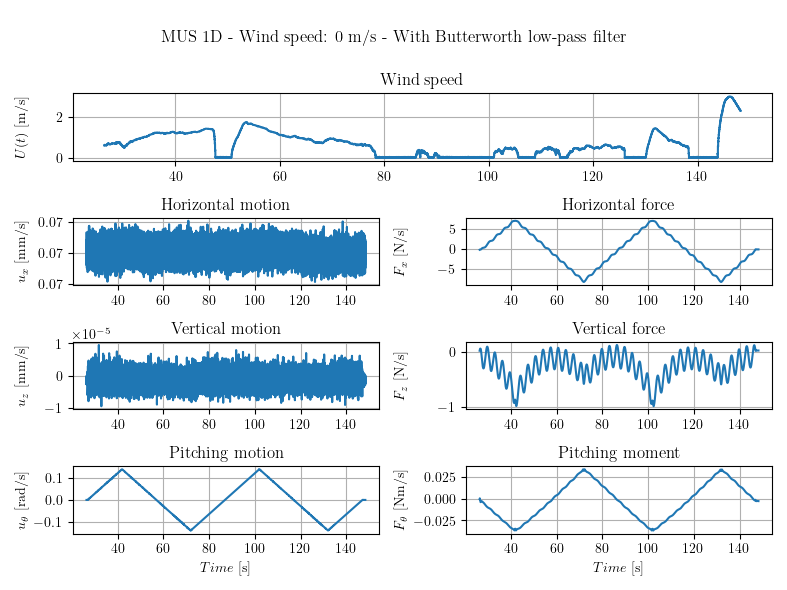 MUS 1D - Wind speed: 0 m/s - With Butterworth low-pass filter
Wind speed
U(t) [m/s]
2
0
40 60 80 100 120 140
Horizontal motion
u_x [mm/s]
0.07
0.07
0.07
40 60 80 100 120 140
Horizontal force
F_x [N/s]
5
0
−5
40 60 80 100 120 140
Vertical motion
×10⁻⁵
u_z [mm/s]
1
0
−1
40 60 80 100 120 140
Vertical force
F_z [N/s]
0
−1
40 60 80 100 120 140
Pitching motion
u_θ [rad/s]
0.1
0.0
−0.1
40 60 80 100 120 140
Time [s]
Pitching moment
F_θ [Nm/s]
0.025
0.000
−0.025
40 60 80 100 120 140
Time [s]